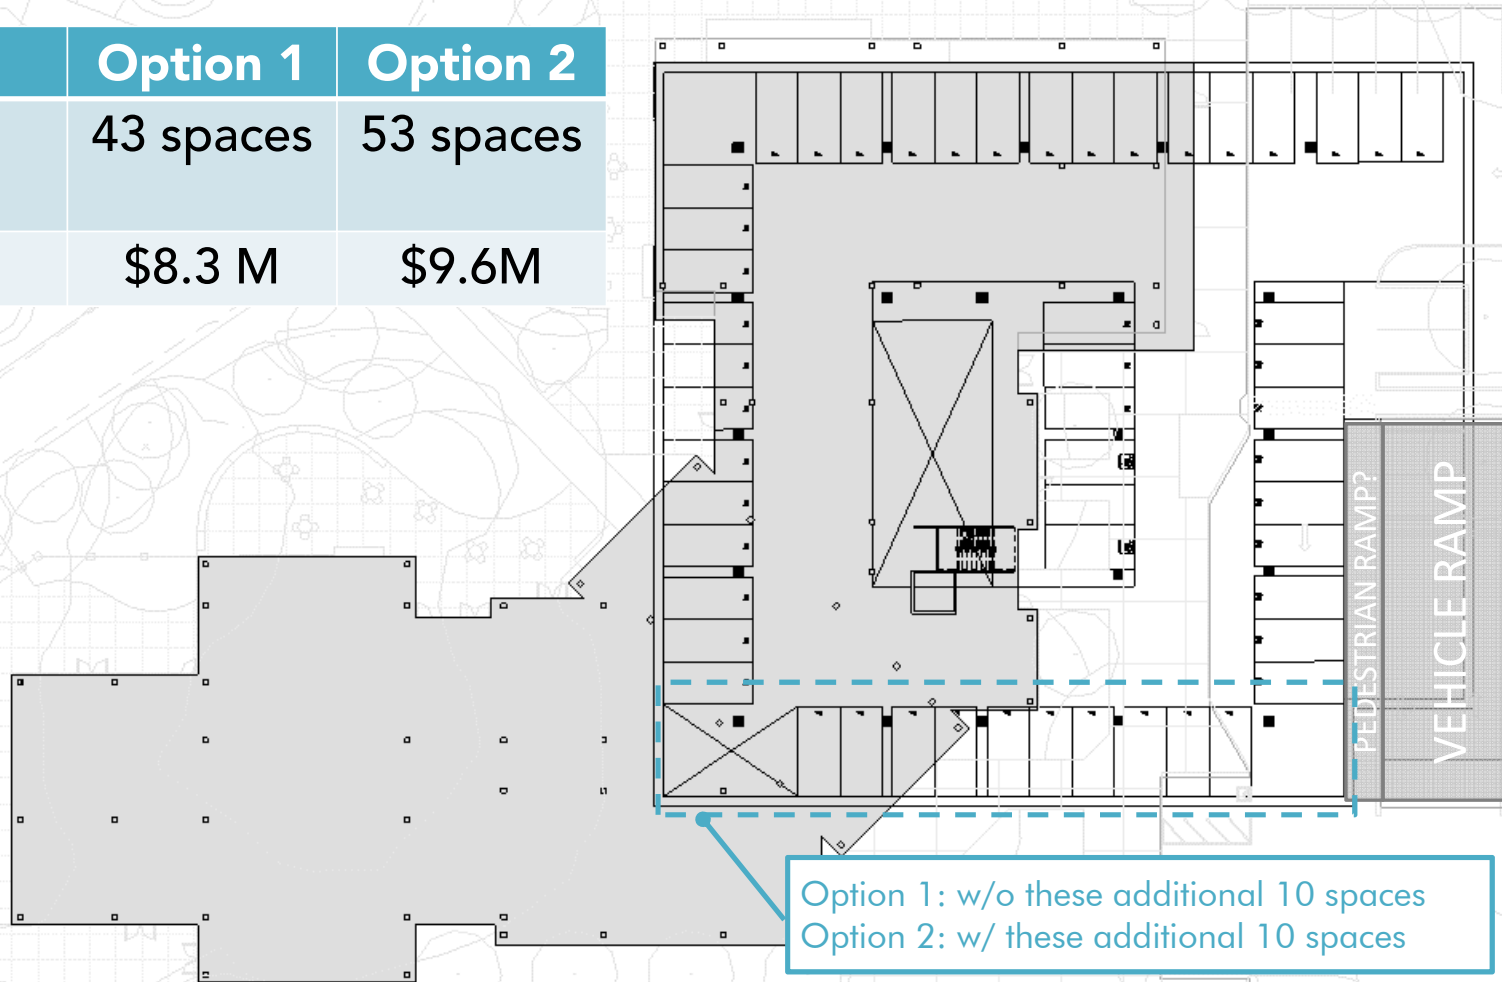 Option 1 Option 2
43 spaces 53 spaces
$8.3 M $9.6M
PEDESTRIAN RAMP?
VEHICLE RAMP
Option 1: w/o these additional 10 spaces
Option 2: w/ these additional 10 spaces